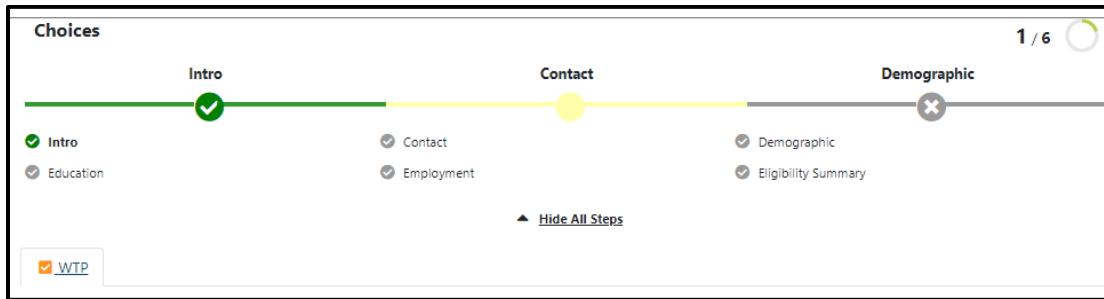 Choices
1 / 6
Intro Contact Demographic
Intro Contact Demographic
Education Employment Eligibility Summary
Hide All Steps
WTP